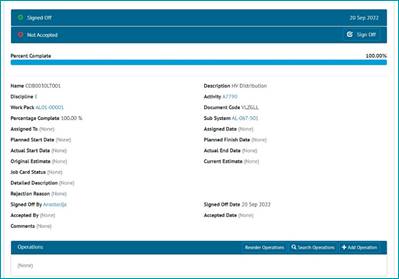 Signed Off 20 Sep 2022
Not Accepted Sign Off
Percent Complete 100.00%
Name CDB0030LT001 Description HV Distribution
Discipline E Activity A7790
Work Pack AL01-00001 Document Code VLZGLL
Percentage Complete 100.00 % Sub System AL-067-S01
Assigned To (None) Assigned Date (None)
Planned Start Date (None) Planned Finish Date (None)
Actual Start Date (None) Actual End Date (None)
Original Estimate (None) Current Estimate (None)
Job Card Status (None)
Detailed Description (None)
Rejection Reason (None)
Signed Off By Anastasija Signed Off Date 20 Sep 2022
Accepted By (None) Accepted Date (None)
Comments (None)
Operations Reorder Operations Search Operations + Add Operation
(None)